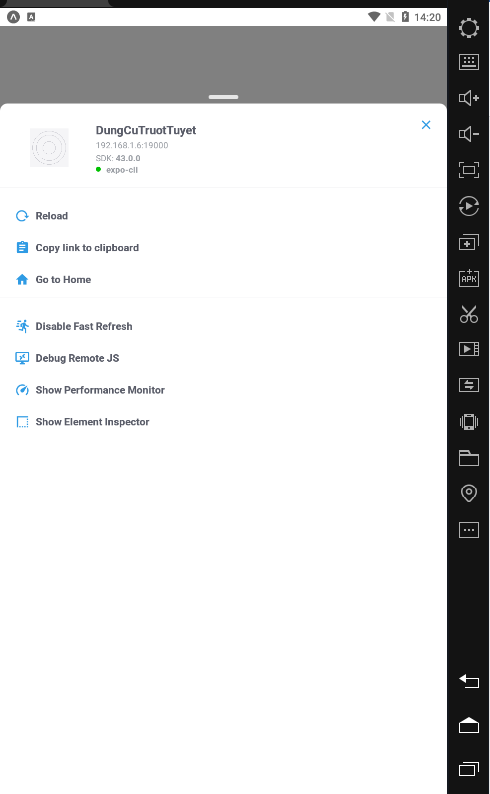 14:20
DungCuTruotTuyet
192.168.1.6:19000
SDK: 43.0.0
expo-cli
Reload
Copy link to clipboard
Go to Home
Disable Fast Refresh
Debug Remote JS
Show Performance Monitor
Show Element Inspector
APK